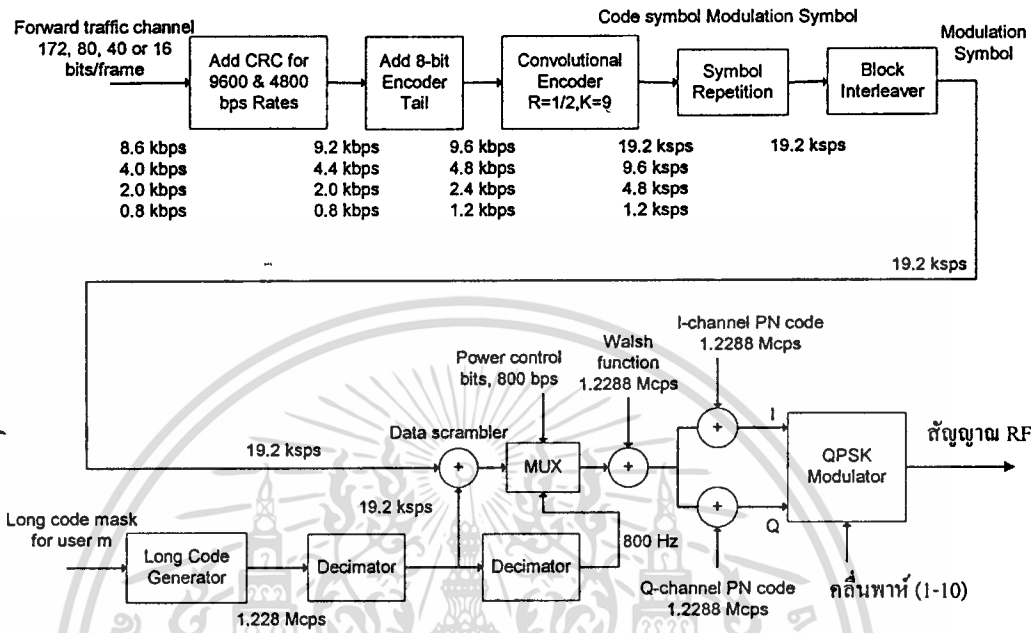 Forward traffic channel
172, 80, 40 or 16
bits/frame
Code symbol Modulation Symbol
Modulation
Symbol
Add CRC for
9600 & 4800
bps Rates
Add 8-bit
Encoder
Tail
Convolutional
Encoder
R=1/2,K=9
Symbol
Repetition
Block
Interleaver
8.6 kbps
4.0 kbps
2.0 kbps
0.8 kbps
9.2 kbps
4.4 kbps
2.0 kbps
0.8 kbps
9.6 kbps
4.8 kbps
2.4 kbps
1.2 kbps
19.2 ksps
9.6 ksps
4.8 ksps
1.2 ksps
19.2 ksps
19.2 ksps
Power control
bits, 800 bps
Walsh
function
1.2288 Mcps
I-channel PN code
1.2288 Mcps
19.2 ksps
Data scrambler
+
MUX
+
+
I
QPSK
Modulator
สัญญาณ RF
19.2 ksps
+
Q
800 Hz
Long code mask
for user m
Long Code
Generator
Decimator
Decimator
1.228 Mcps
Q-channel PN code
1.2288 Mcps
คลื่นพาห์ (1-10)